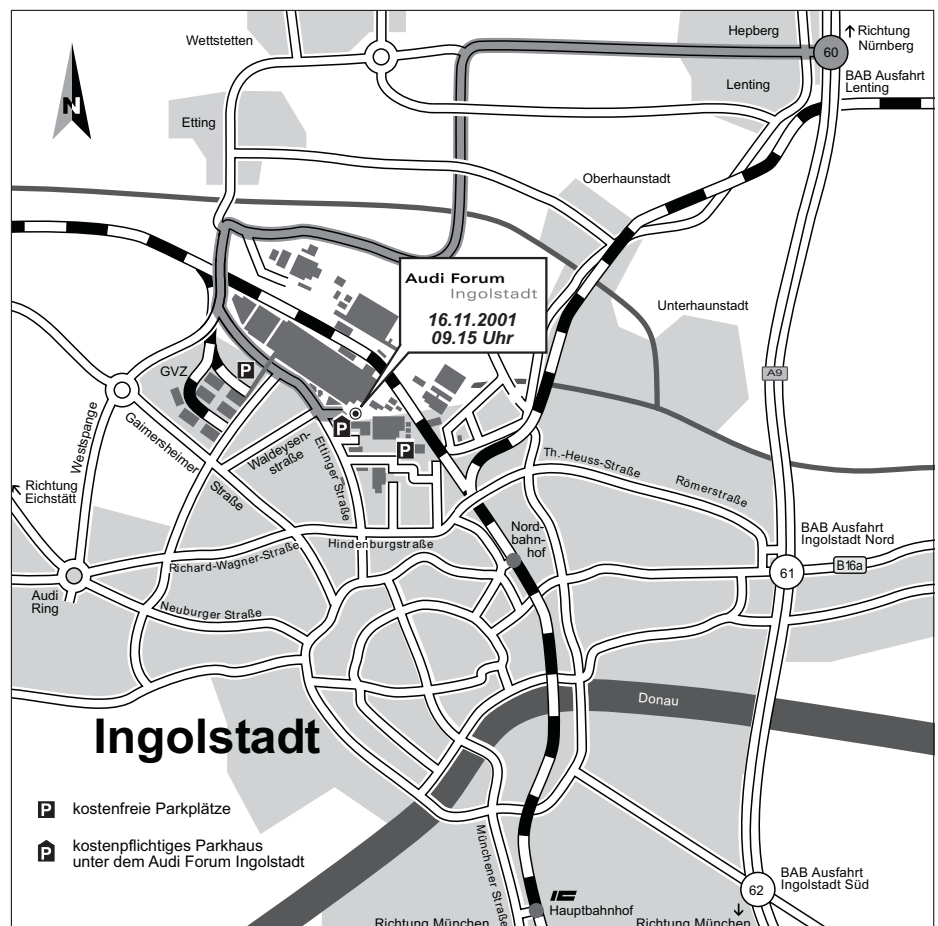 Wettstetten
Hepberg
Richtung
Nürnberg
60
BAB Ausfahrt
Lenting
Lenting
N
Etting
Oberhaunstadt
Audi Forum
Ingolstadt
16.11.2001
09.15 Uhr
Unterhaunstadt
A9
GVZ
P
P
P
Westspange
Gaimersheimer
Straße
Waldeysen-
straße
Ettinger Straße
Th.-Heuss-Straße
Römerstraße
Richtung
Eichstätt
Nord-
bahn-
hof
BAB Ausfahrt
Ingolstadt Nord
61
B16a
Hindenburgstraße
Richard-Wagner-Straße
Audi
Ring
Neuburger Straße
Donau
Ingolstadt
P kostenfreie Parkplätze
P kostenpflichtiges Parkhaus
unter dem Audi Forum Ingolstadt
Münchener Straße
BAB Ausfahrt
Ingolstadt Süd
62
IC
Hauptbahnhof
Richtung München
Richtung München